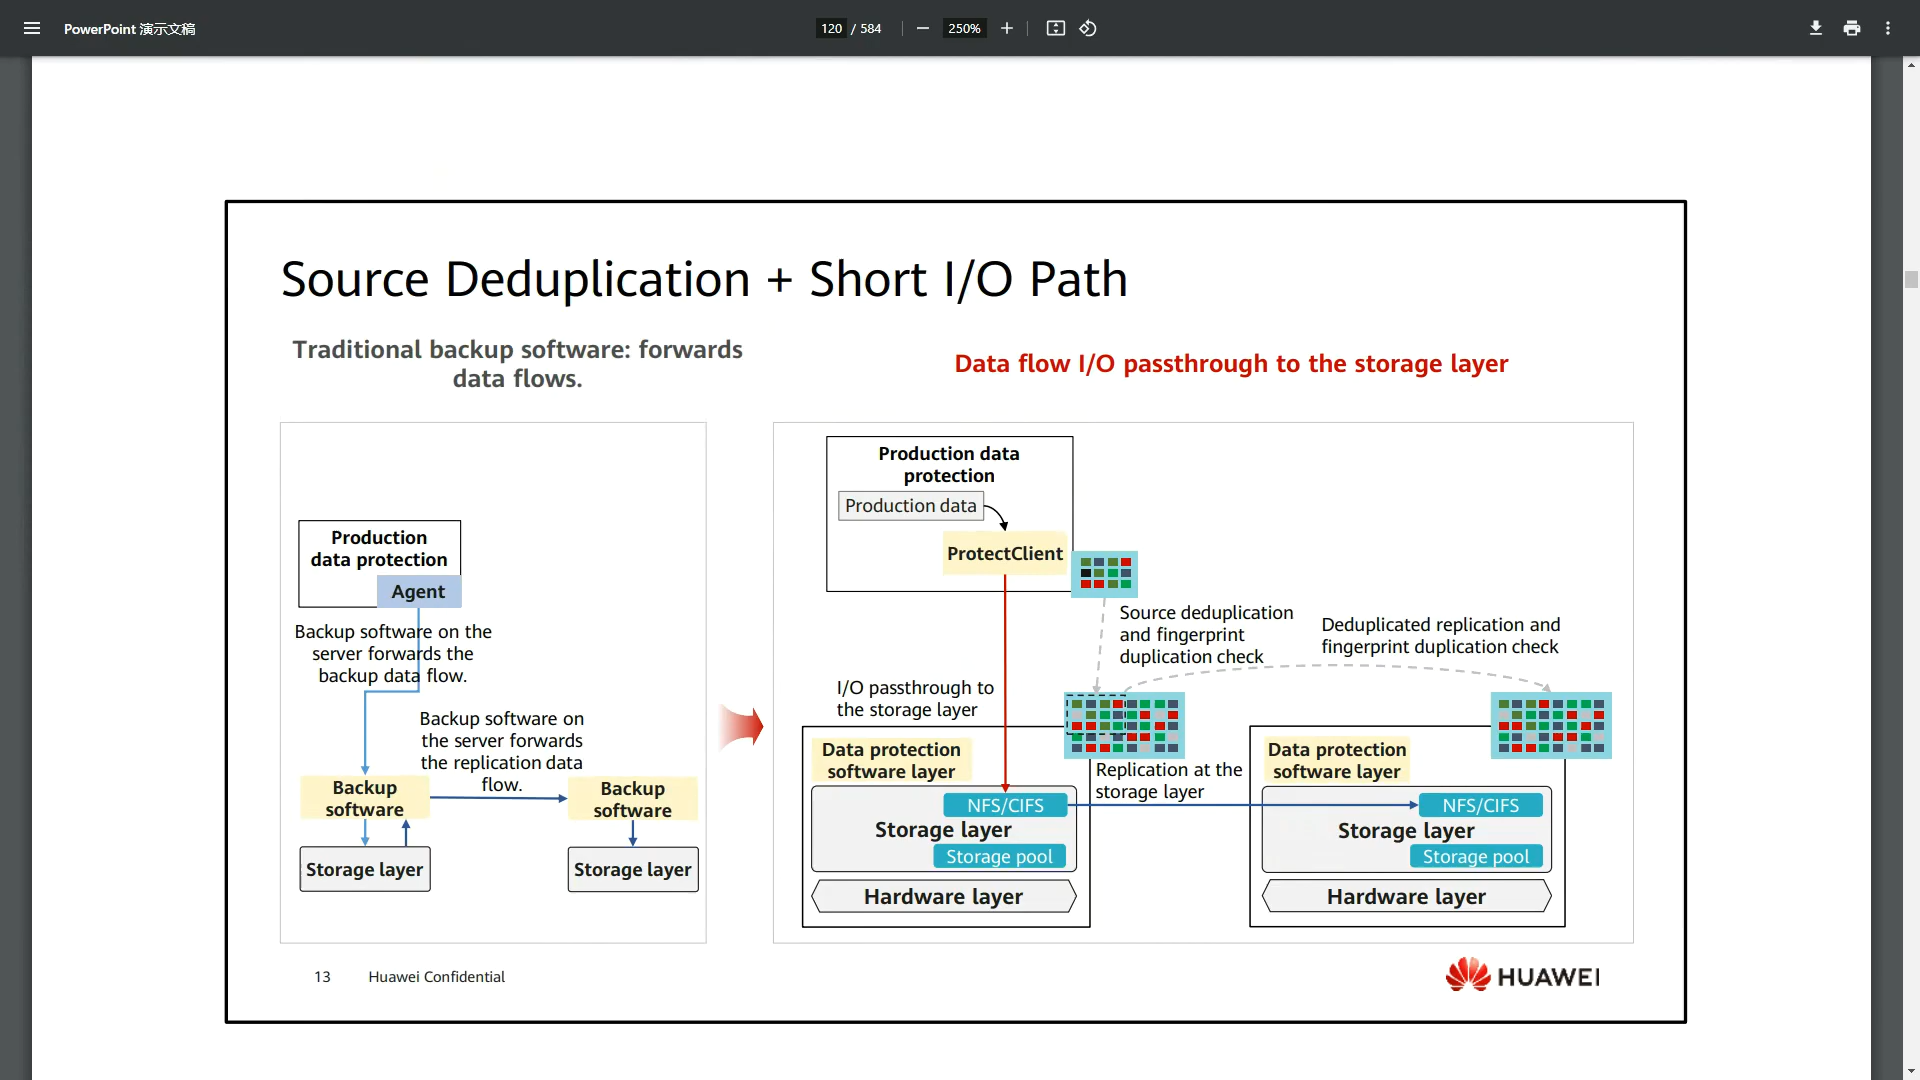 PowerPoint 演示文稿
120 / 584
250%
Source Deduplication + Short I/O Path
Traditional backup software: forwards
data flows.
Data flow I/O passthrough to the storage layer
Production
data protection
Agent
Backup software on the
server forwards the
backup data flow.
Backup software on
the server forwards
the replication data
flow.
Backup
software
Backup
software
Storage layer
Storage layer
Production data
protection
Production data
ProtectClient
Source deduplication
and fingerprint
duplication check
Deduplicated replication and
fingerprint duplication check
I/O passthrough to
the storage layer
Data protection
software layer
Replication at the
storage layer
Data protection
software layer
NFS/CIFS
Storage layer
Storage pool
Hardware layer
NFS/CIFS
Storage layer
Storage pool
Hardware layer
13
Huawei Confidential
HUAWEI